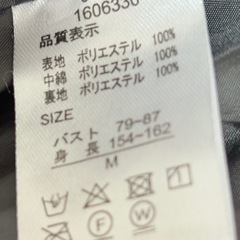 1606330
品質表示
表地 ポリエステル 100%
中綿 ポリエステル 100%
裏地 ポリエステル 100%
SIZE
バスト 79-87
身長 154-162
M
F W